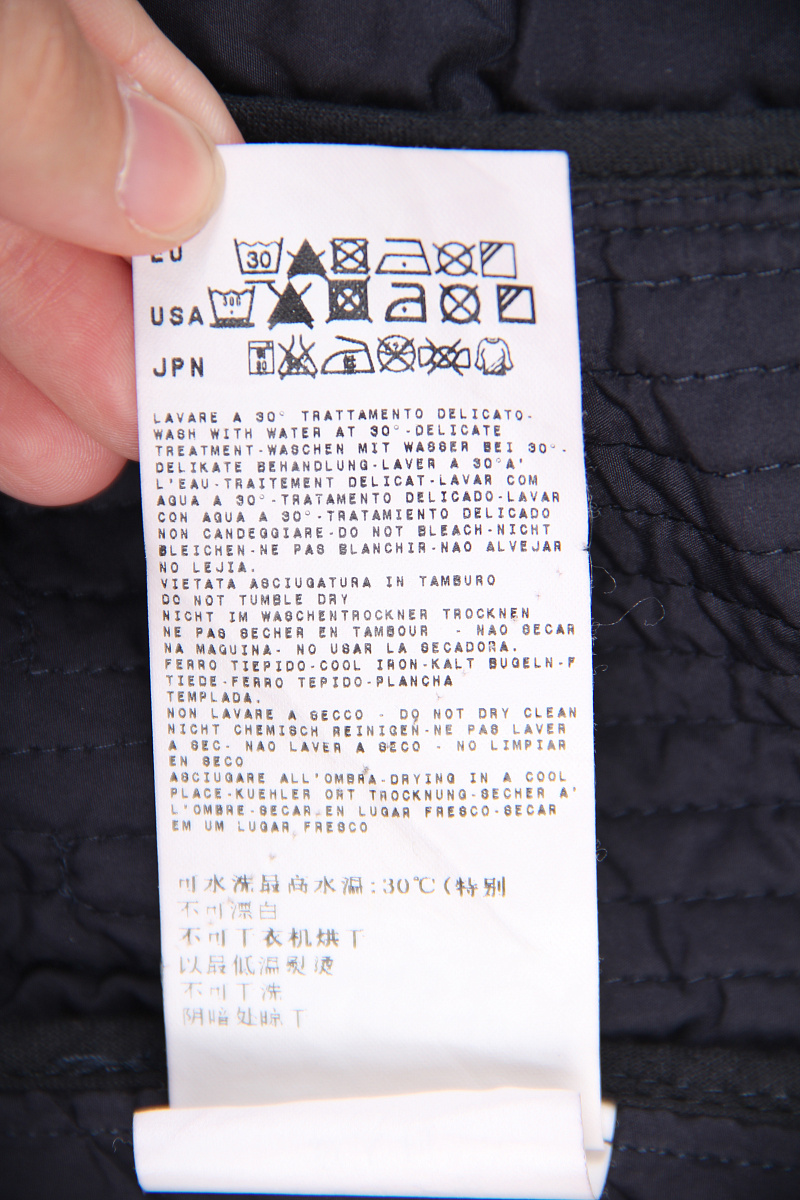 EU 30
USA
JPN
LAVARE A 30° TRATTAMENTO DELICATO-
WASH WITH WATER AT 30°-DELICATE
TREATMENT-WASCHEN MIT WASSER BEI 30°-
DELIKATE BEHANDLUNG-LAVER A 30°A'
L'EAU-TRAITEMENT DELICAT-LAVAR COM
AGUA A 30°-TRATAMENTO DELICADO-LAVAR
CON AGUA A 30°-TRATAMIENTO DELICADO
NON CANDEGGIARE-DO NOT BLEACH-NICHT
BLEICHEN-NE PAS BLANCHIR-NAO ALVEJAR
NO LEJIA.
VIETATA ASCIUGATURA IN TAMBURO
DO NOT TUMBLE DRY
NICHT IM WASCHENTROCKNER TROCKNEN
NE PAS SECHER EN TAMBOUR - NAO SECAR
NA MAQUINA- NO USAR LA SECADORA.
FERRO TIEPIDO-COOL IRON-KALT BUGELN-F
TIEDE-FERRO TEPIDO-PLANCHA
TEMPLADA.
NON LAVARE A SECCO - DO NOT DRY CLEAN
NICHT CHEMISCH REINIGEN-NE PAS LAVER
A SEC- NAO LAVER A SECO - NO LIMPIAR
EN SECO
ASCIUGARE ALL'OMBRA-DRYING IN A COOL
PLACE-KUEHLER ORT TROCKNUNG-SECHER A'
L'OMBRE-SECAR EN LUGAR FRESCO-SECAR
EM UM LUGAR FRESCO
可水洗最高水温:30℃(特别
不可漂白
不可干衣机烘干
以最低温熨烫
不可干洗
阴暗处晾干